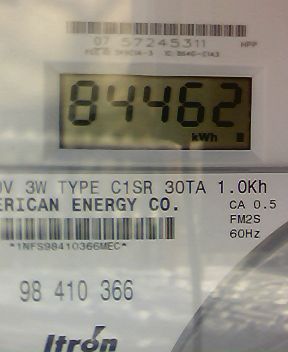 07 57245311 HPP
84462
kWh
0V 3W TYPE C1SR 30TA 1.0Kh
ERICAN ENERGY CO. CA 0.5
FM2S
60Hz
*1NFS98410366MEC*
98 410 366
Itron